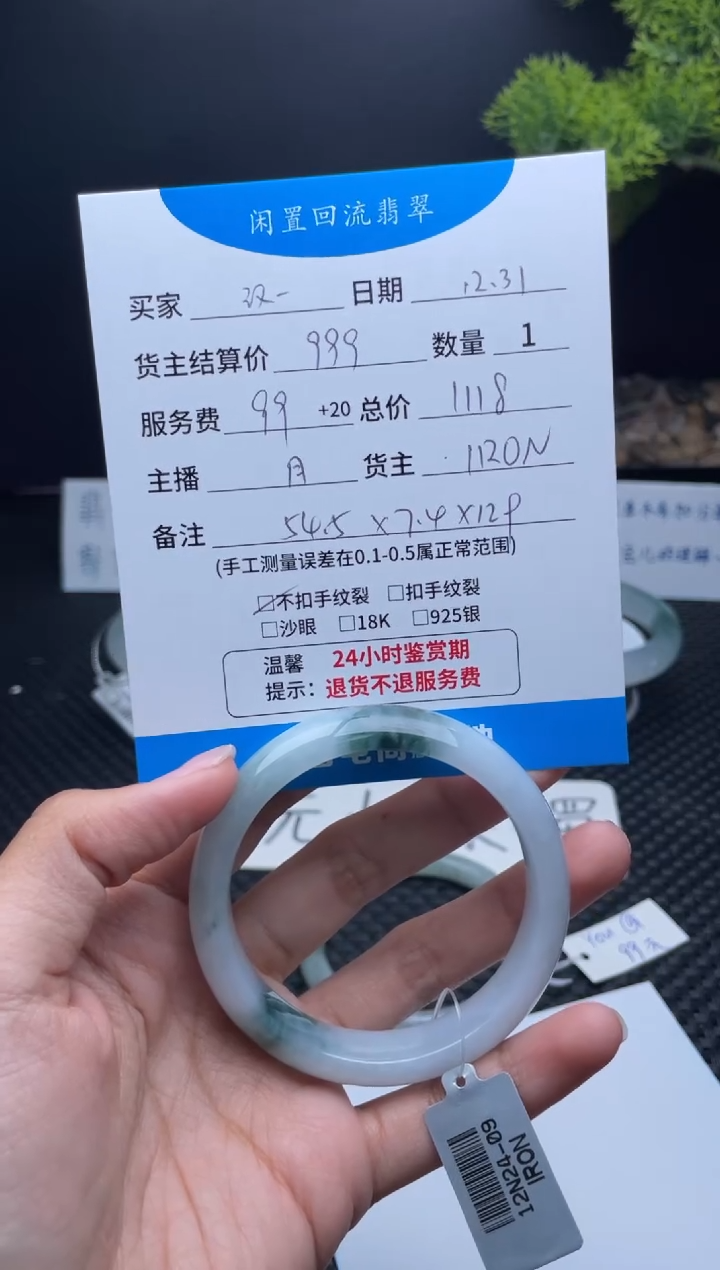 闲置回流翡翠
买家 汉一 日期 12.31
货主结算价 999 数量 1
服务费 99 +20 总价 1118
主播 月 货主 1120N
备注 54.5 x7.4 x12.9
(手工测量误差在0.1-0.5属正常范围)
☑不扣手纹裂 □扣手纹裂
□沙眼 □18K □925银
温馨 24小时鉴赏期
提示: 退货不退服务费
12N24-09
IRON
99元